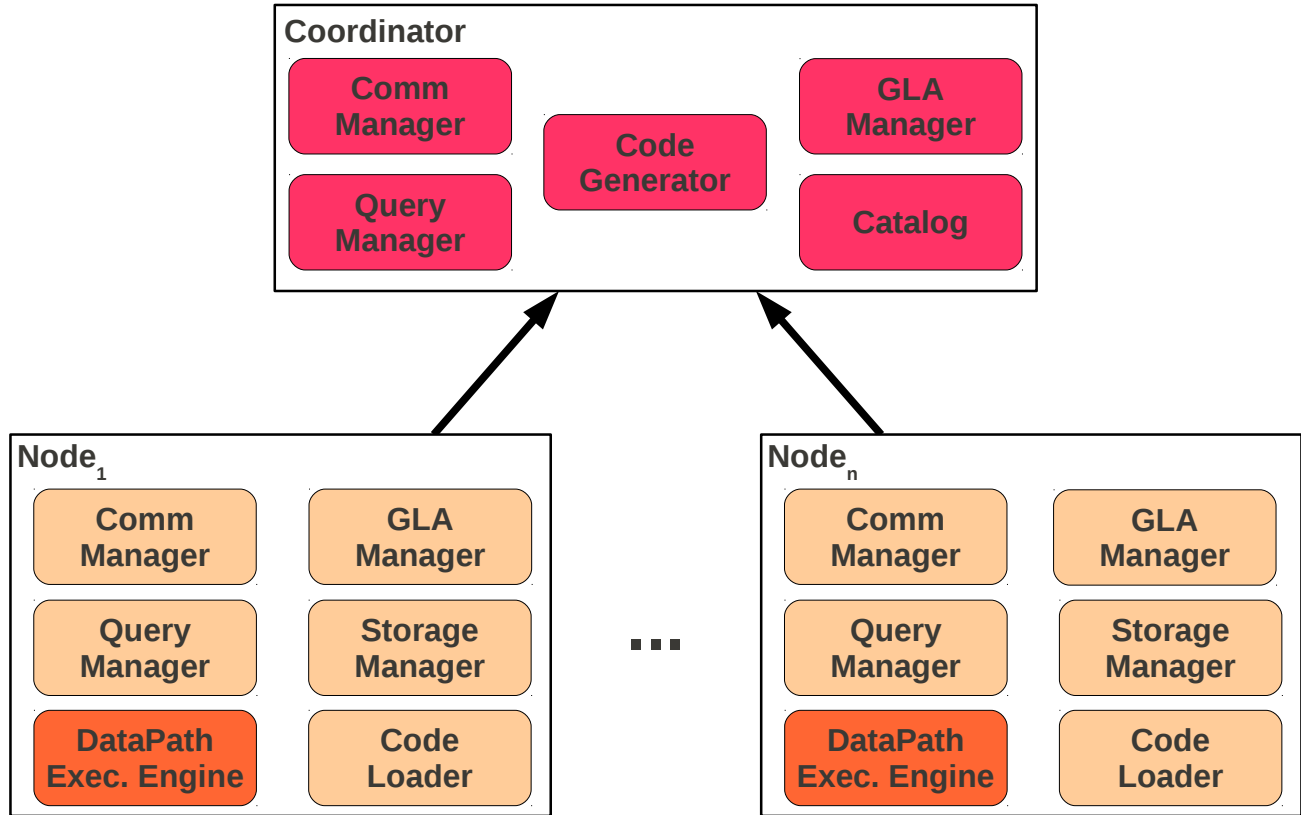 Coordinator
Comm
Manager
GLA
Manager
Code
Generator
Query
Manager
Catalog
Node1
Comm
Manager
GLA
Manager
Query
Manager
Storage
Manager
DataPath
Exec. Engine
Code
Loader
...
Noden
Comm
Manager
GLA
Manager
Query
Manager
Storage
Manager
DataPath
Exec. Engine
Code
Loader